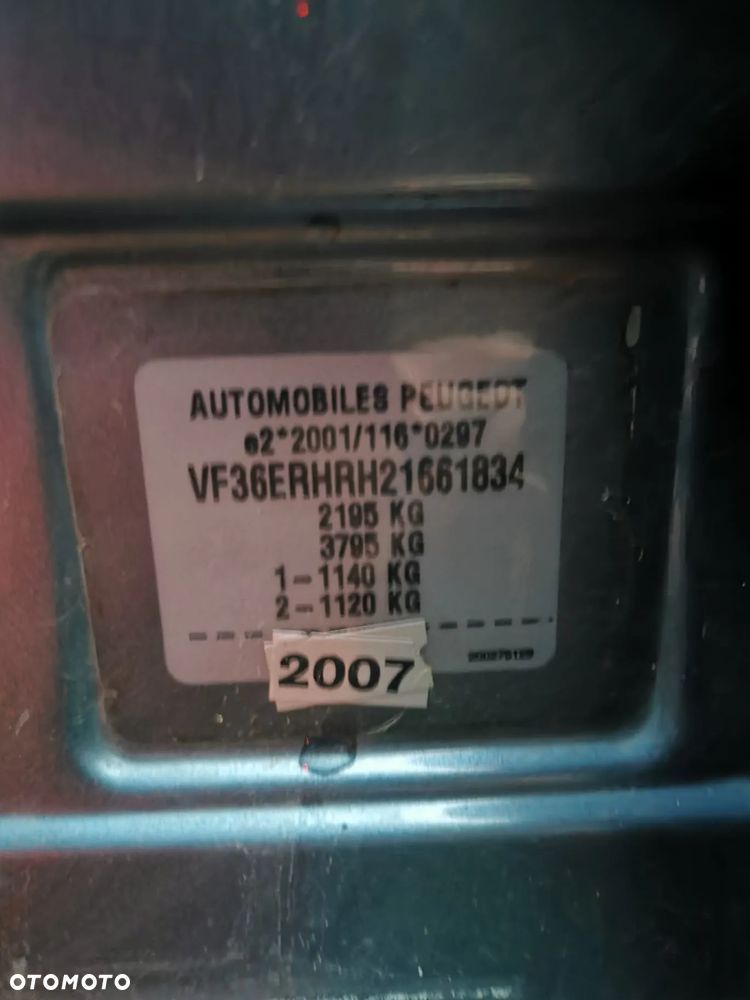 AUTOMOBILES PEUGEOT
e2*2001/116*0297
VF36ERHRH21661834
2195 KG
3795 KG
1-1140 KG
2-1120 KG
2007
OTOMOTO